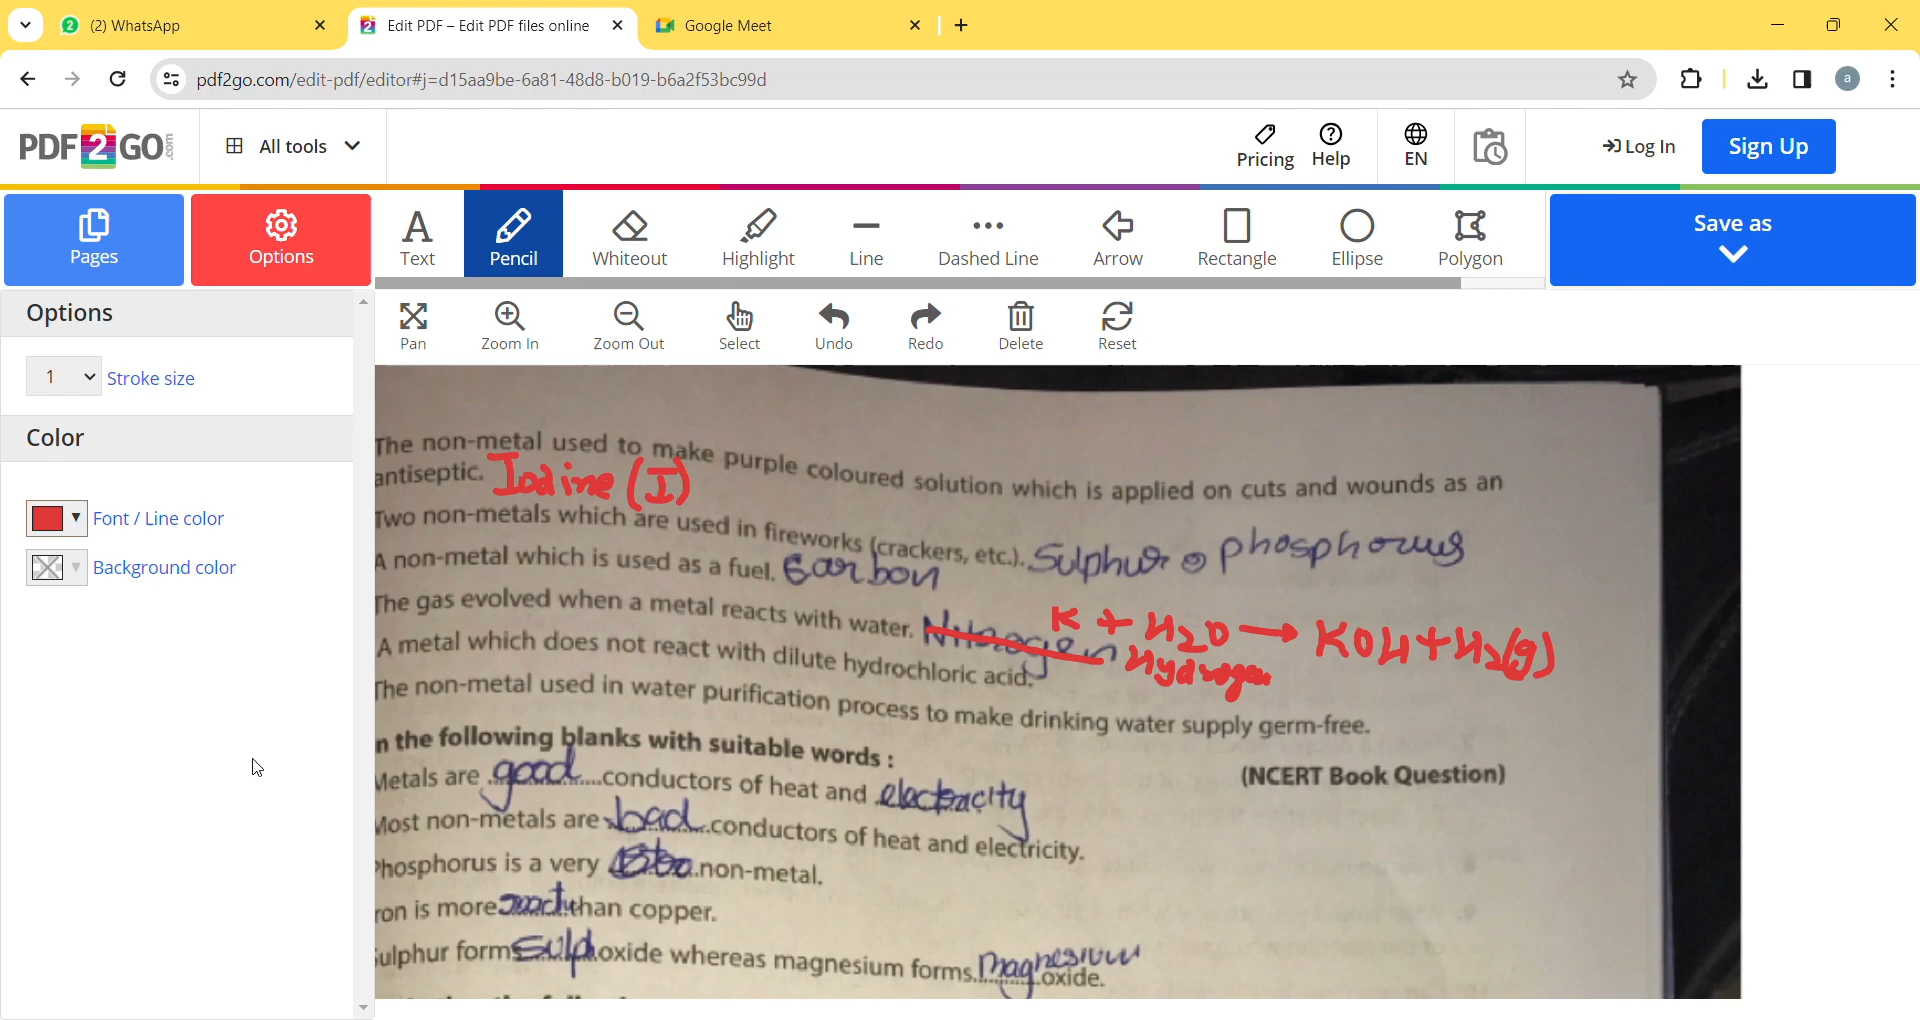 (2) WhatsApp
Edit PDF – Edit PDF files online
Google Meet
pdf2go.com/edit-pdf/editor#j=d15aa9be-6a81-48d8-b019-b6a2f53bc99d
a
PDF2GO.com
All tools
Pricing
Help
EN
Log In
Sign Up
Pages
Options
Text
Pencil
Whiteout
Highlight
Line
Dashed Line
Arrow
Rectangle
Ellipse
Polygon
Save as
Options
Pan
Zoom In
Zoom Out
Select
Undo
Redo
Delete
Reset
1 Stroke size
Color
Font / Line color
Background color
The non-metal used to make purple coloured solution which is applied on cuts and wounds as an
antiseptic. Iodine (I)
Two non-metals which are used in fireworks (crackers, etc.). Sulphur phosphorus
A non-metal which is used as a fuel. Carbon
The gas evolved when a metal reacts with water. Nitrogen K + H2O → KOH + H2(g)
Hydrogen
A metal which does not react with dilute hydrochloric acid.
The non-metal used in water purification process to make drinking water supply germ-free.
n the following blanks with suitable words :
(NCERT Book Question)
Metals are good conductors of heat and electricity
Most non-metals are bad conductors of heat and electricity.
Phosphorus is a very non-metal.
ron is more than copper.
ulphur forms sulph oxide whereas magnesium forms magnesium oxide.